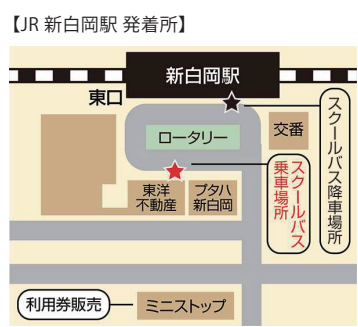 【JR 新白岡駅 発着所】
新白岡駅
東口
ロータリー
交番
スクールバス降車場所
スクールバス
乗車場所
東洋
不動産
プタハ
新白岡
利用券販売
ミニストップ